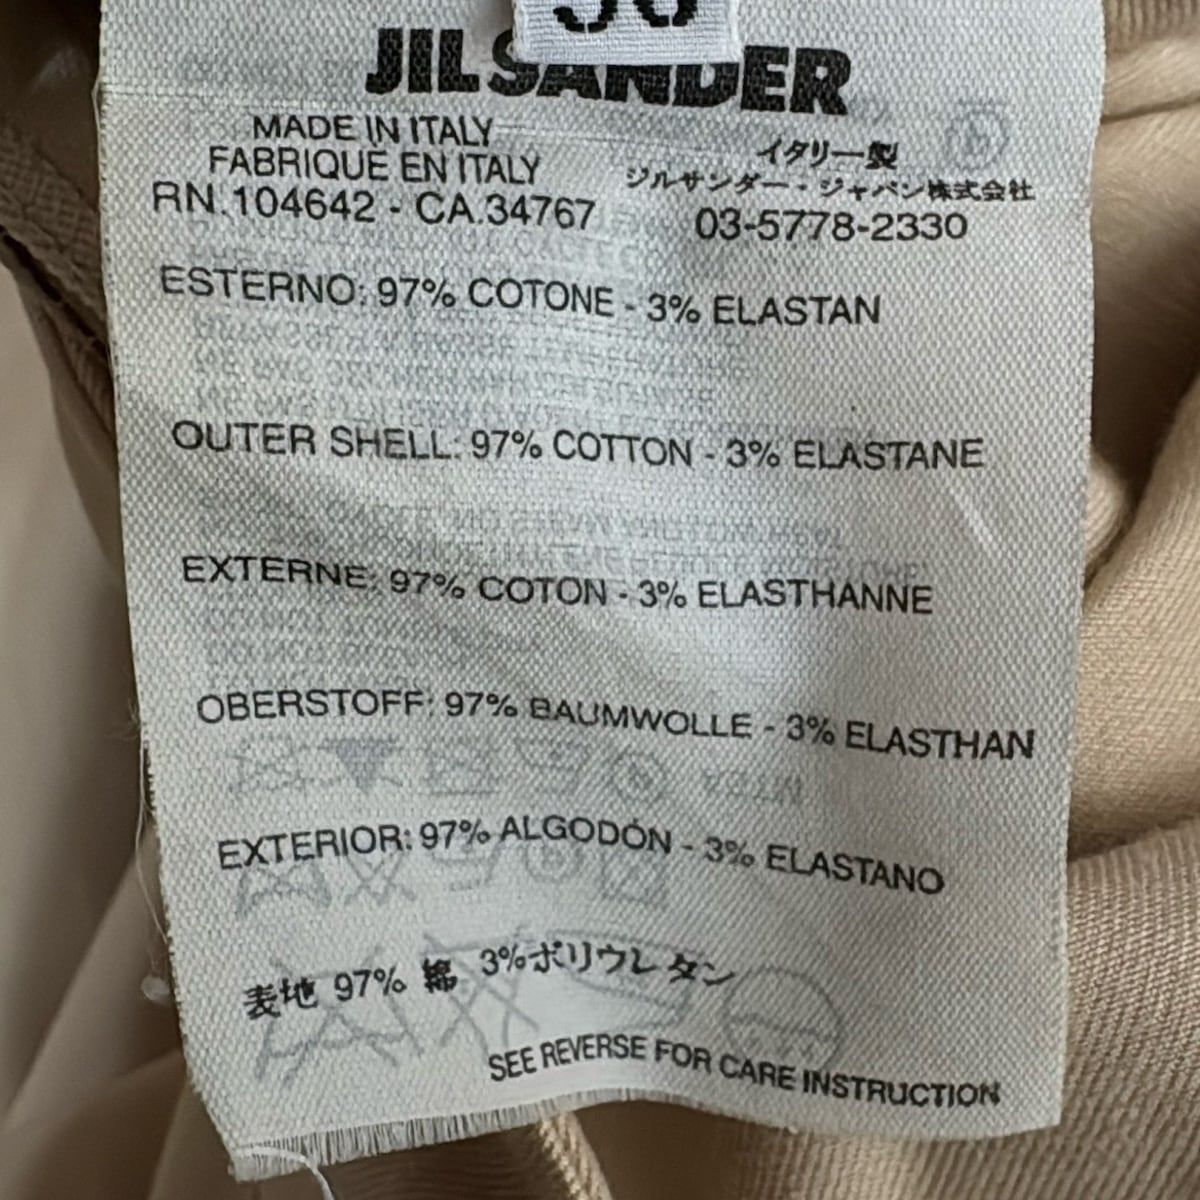 JIL SANDER
MADE IN ITALY
FABRIQUE EN ITALY
RN.104642 - CA.34767
イタリー製
ジルサンダー・ジャパン株式会社
03-5778-2330
ESTERNO: 97% COTONE - 3% ELASTAN
OUTER SHELL: 97% COTTON - 3% ELASTANE
EXTERNE: 97% COTON - 3% ELASTHANNE
OBERSTOFF: 97% BAUMWOLLE - 3% ELASTHAN
EXTERIOR: 97% ALGODÓN - 3% ELASTANO
表地 97% 綿 3%ポリウレタン
SEE REVERSE FOR CARE INSTRUCTION